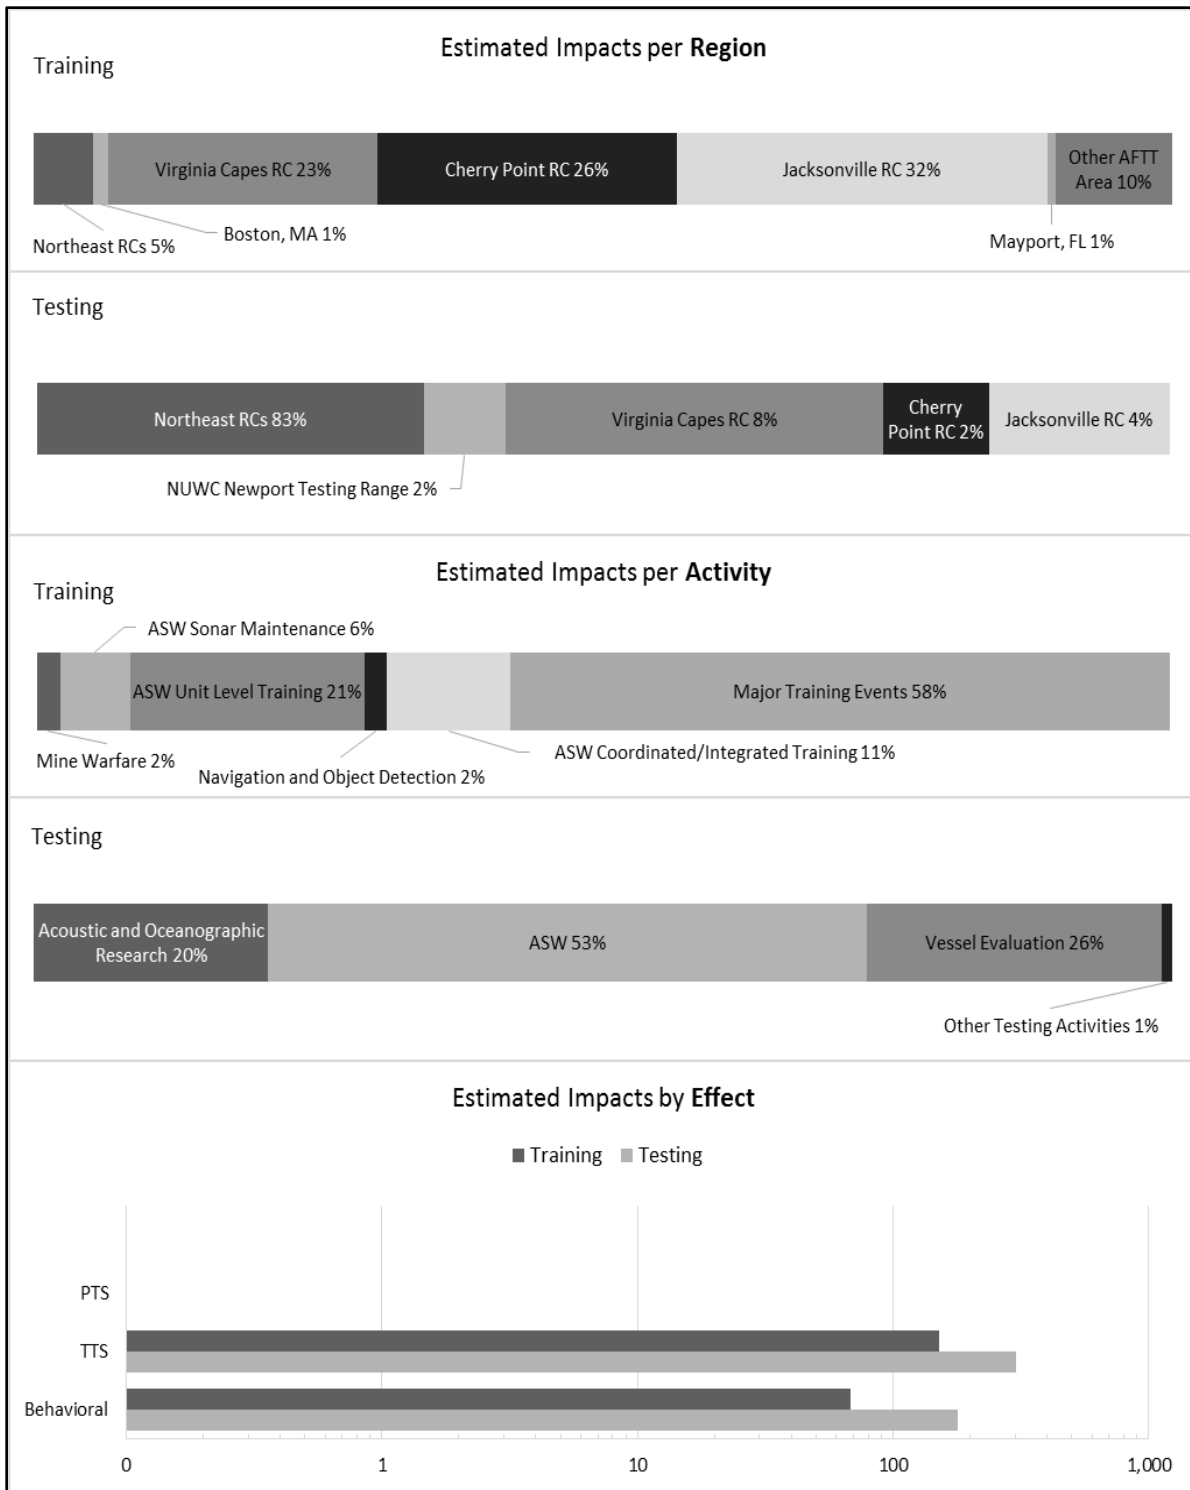 Estimated Impacts per Region
Training
Virginia Capes RC 23%
Cherry Point RC 26%
Jacksonville RC 32%
Other AFTT
Area 10%
Northeast RCs 5%
Boston, MA 1%
Mayport, FL 1%
Testing
Northeast RCs 83%
Virginia Capes RC 8%
Cherry
Point RC 2%
Jacksonville RC 4%
NUWC Newport Testing Range 2%
Estimated Impacts per Activity
Training
ASW Sonar Maintenance 6%
ASW Unit Level Training 21%
Major Training Events 58%
Mine Warfare 2%
Navigation and Object Detection 2%
ASW Coordinated/Integrated Training 11%
Testing
Acoustic and Oceanographic
Research 20%
ASW 53%
Vessel Evaluation 26%
Other Testing Activities 1%
Estimated Impacts by Effect
Training Testing
PTS
TTS
Behavioral
0 1 10 100 1,000